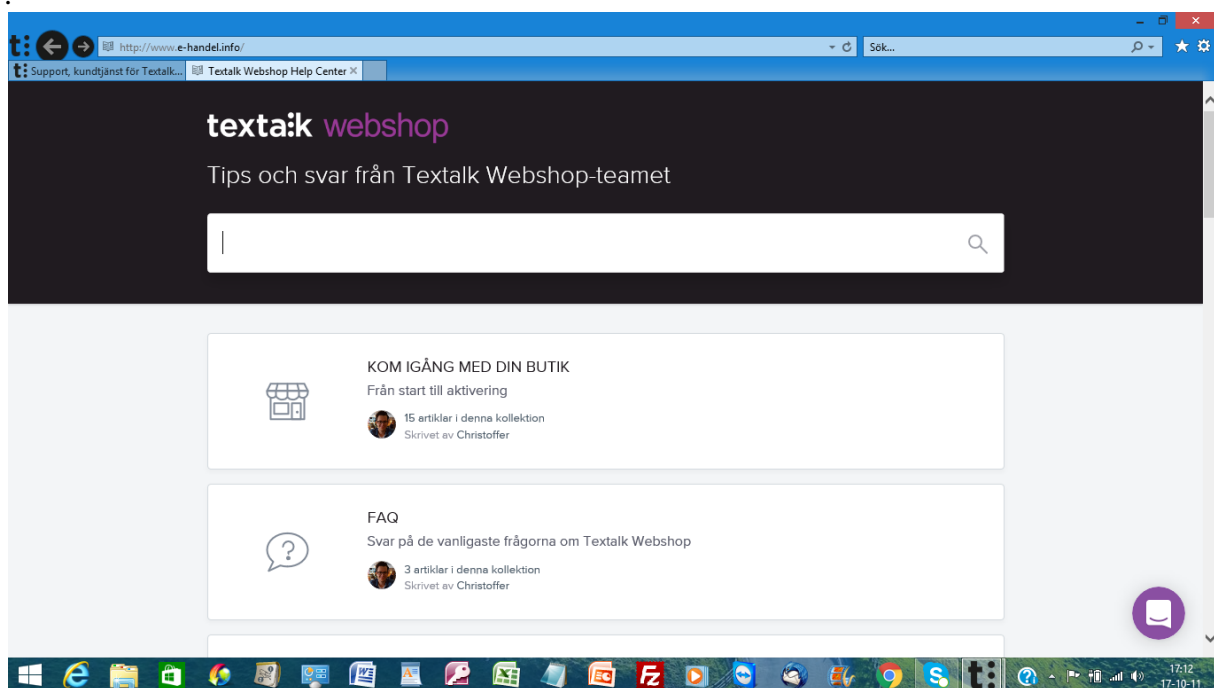 t:
http://www.e-handel.info/
Sök...
t: Support, kundtjänst för Textalk...
Textalk Webshop Help Center
textalk webshop
Tips och svar från Textalk Webshop-teamet
KOM IGÅNG MED DIN BUTIK
Från start till aktivering
15 artiklar i denna kollektion
Skrivet av Christoffer
FAQ
Svar på de vanligaste frågorna om Textalk Webshop
3 artiklar i denna kollektion
Skrivet av Christoffer
17:12
17-10-11